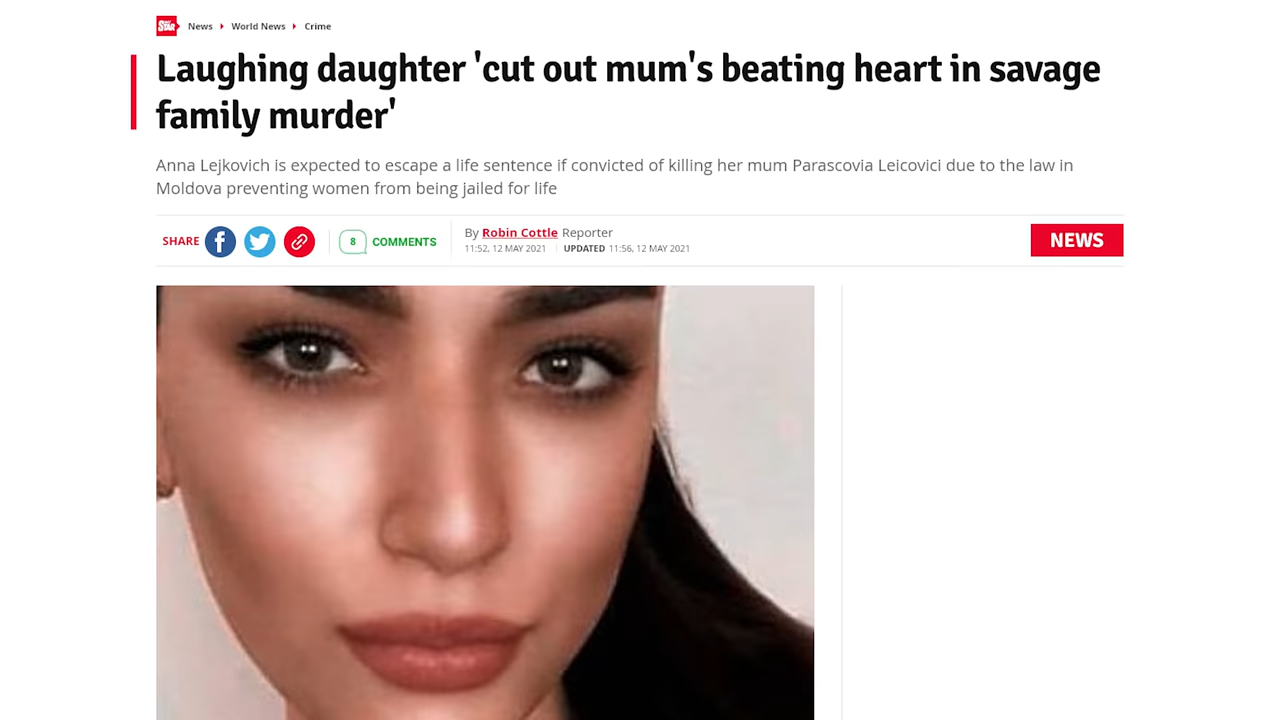 STAR
News World News Crime
Laughing daughter 'cut out mum's beating heart in savage
family murder'
Anna Lejkovich is expected to escape a life sentence if convicted of killing her mum Parascovia Leicovici due to the law in
Moldova preventing women from being jailed for life
SHARE 8 COMMENTS By Robin Cottle Reporter
11:52, 12 MAY 2021 UPDATED 11:56, 12 MAY 2021
NEWS